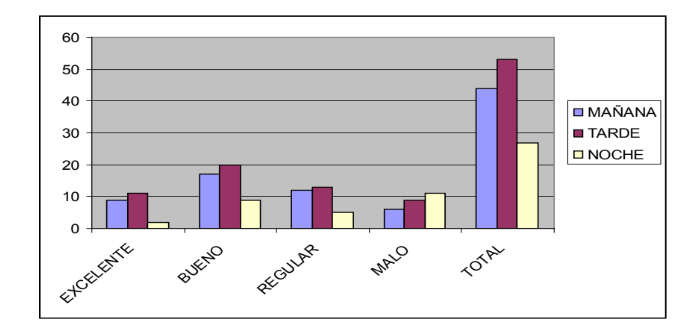 60
50
40
30
20
10
0
EXCELENTE
BUENO
REGULAR
MALO
TOTAL
MAÑANA
TARDE
NOCHE